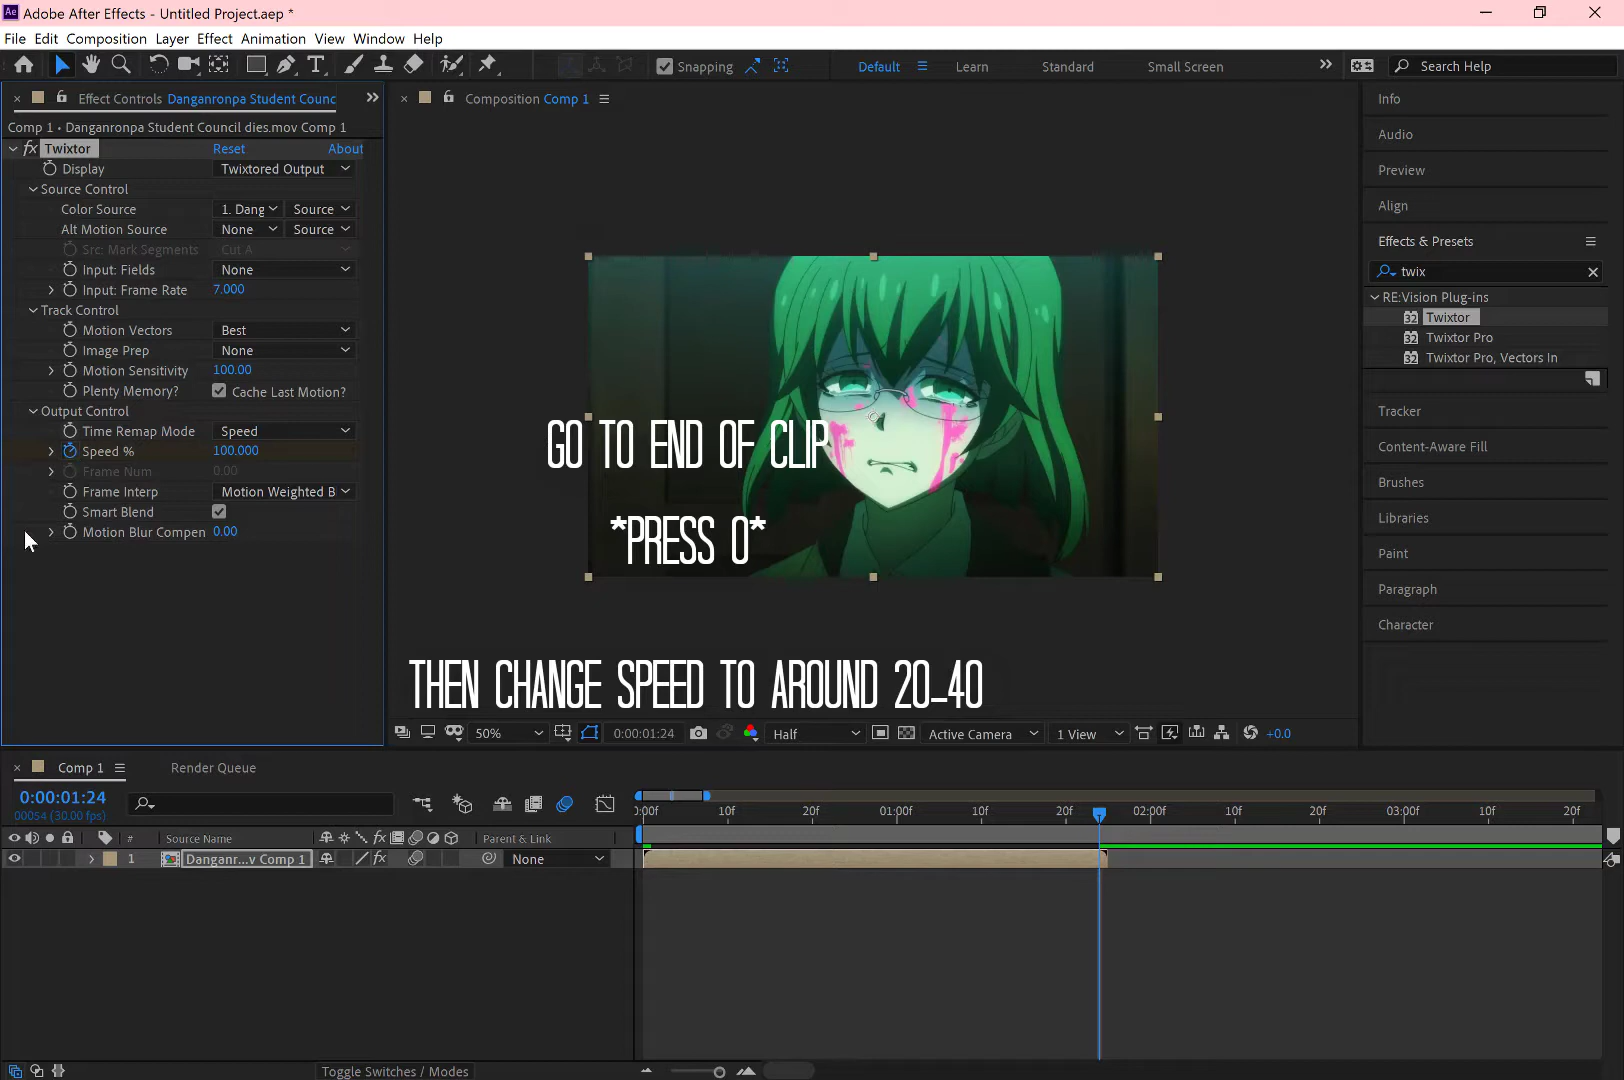 Adobe After Effects - Untitled Project.aep *
File Edit Composition Layer Effect Animation View Window Help
Snapping
Default Learn Standard Small Screen Search Help
Effect Controls Danganronpa Student Counc
Comp 1 • Danganronpa Student Council dies.mov Comp 1
fx Twixtor Reset About
Display Twixtored Output
Source Control
Color Source 1. Dang Source
Alt Motion Source None Source
Src: Mark Segments Cut A
Input: Fields None
Input: Frame Rate 7.000
Track Control
Motion Vectors Best
Image Prep None
Motion Sensitivity 100.00
Plenty Memory? Cache Last Motion?
Output Control
Time Remap Mode Speed
Speed % 100.000
Frame Num 0.00
Frame Interp Motion Weighted B
Smart Blend
Motion Blur Compen 0.00
Composition Comp 1
GO TO END OF CLIP
*PRESS O*
THEN CHANGE SPEED TO AROUND 20-40
50% 0:00:01:24 Half Active Camera 1 View +0.0
Info
Audio
Preview
Align
Effects & Presets
twix
RE:Vision Plug-ins
32 Twixtor
32 Twixtor Pro
32 Twixtor Pro, Vectors In
Tracker
Content-Aware Fill
Brushes
Libraries
Paint
Paragraph
Character
Comp 1 Render Queue
0:00:01:24
00054 (30.00 fps)
# Source Name fx Parent & Link
1 Danganr...v Comp 1 fx None
0:00f 10f 20f 01:00f 10f 20f 02:00f 10f 20f 03:00f 10f 20f
Toggle Switches / Modes